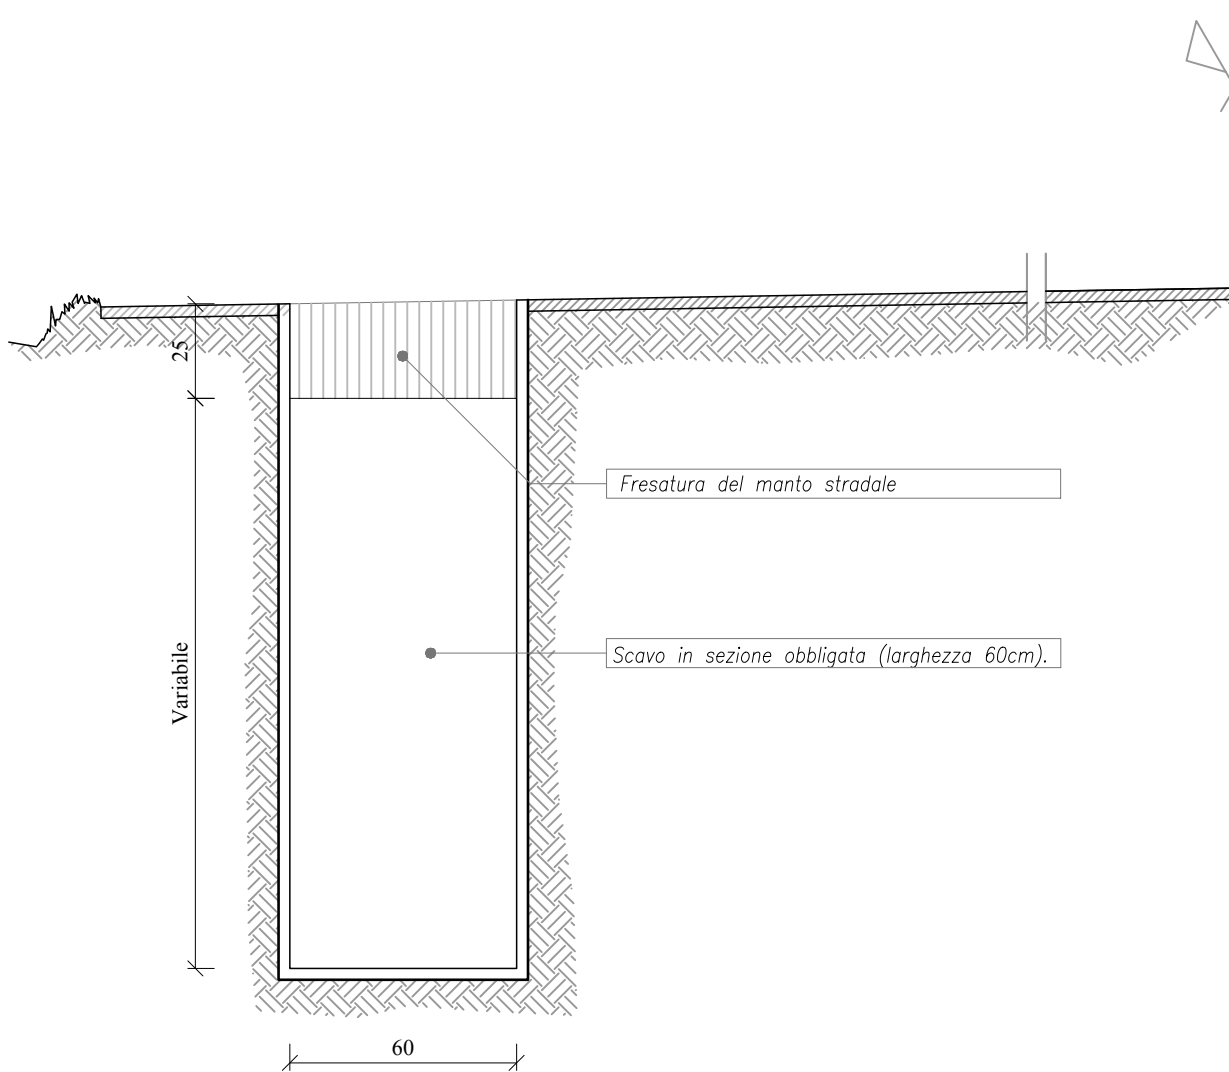 25
Fresatura del manto stradale
Variabile
Scavo in sezione obbligata (larghezza 60cm).
60